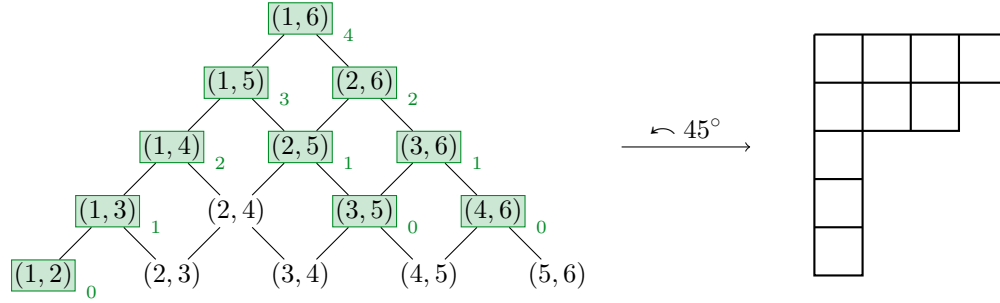 (1, 6) 4
(1, 5) 3 (2, 6) 2
(1, 4) 2 (2, 5) 1 (3, 6) 1
(1, 3) 1 (2, 4) (3, 5) 0 (4, 6) 0
(1, 2) 0 (2, 3) (3, 4) (4, 5) (5, 6)
⤺ 45°